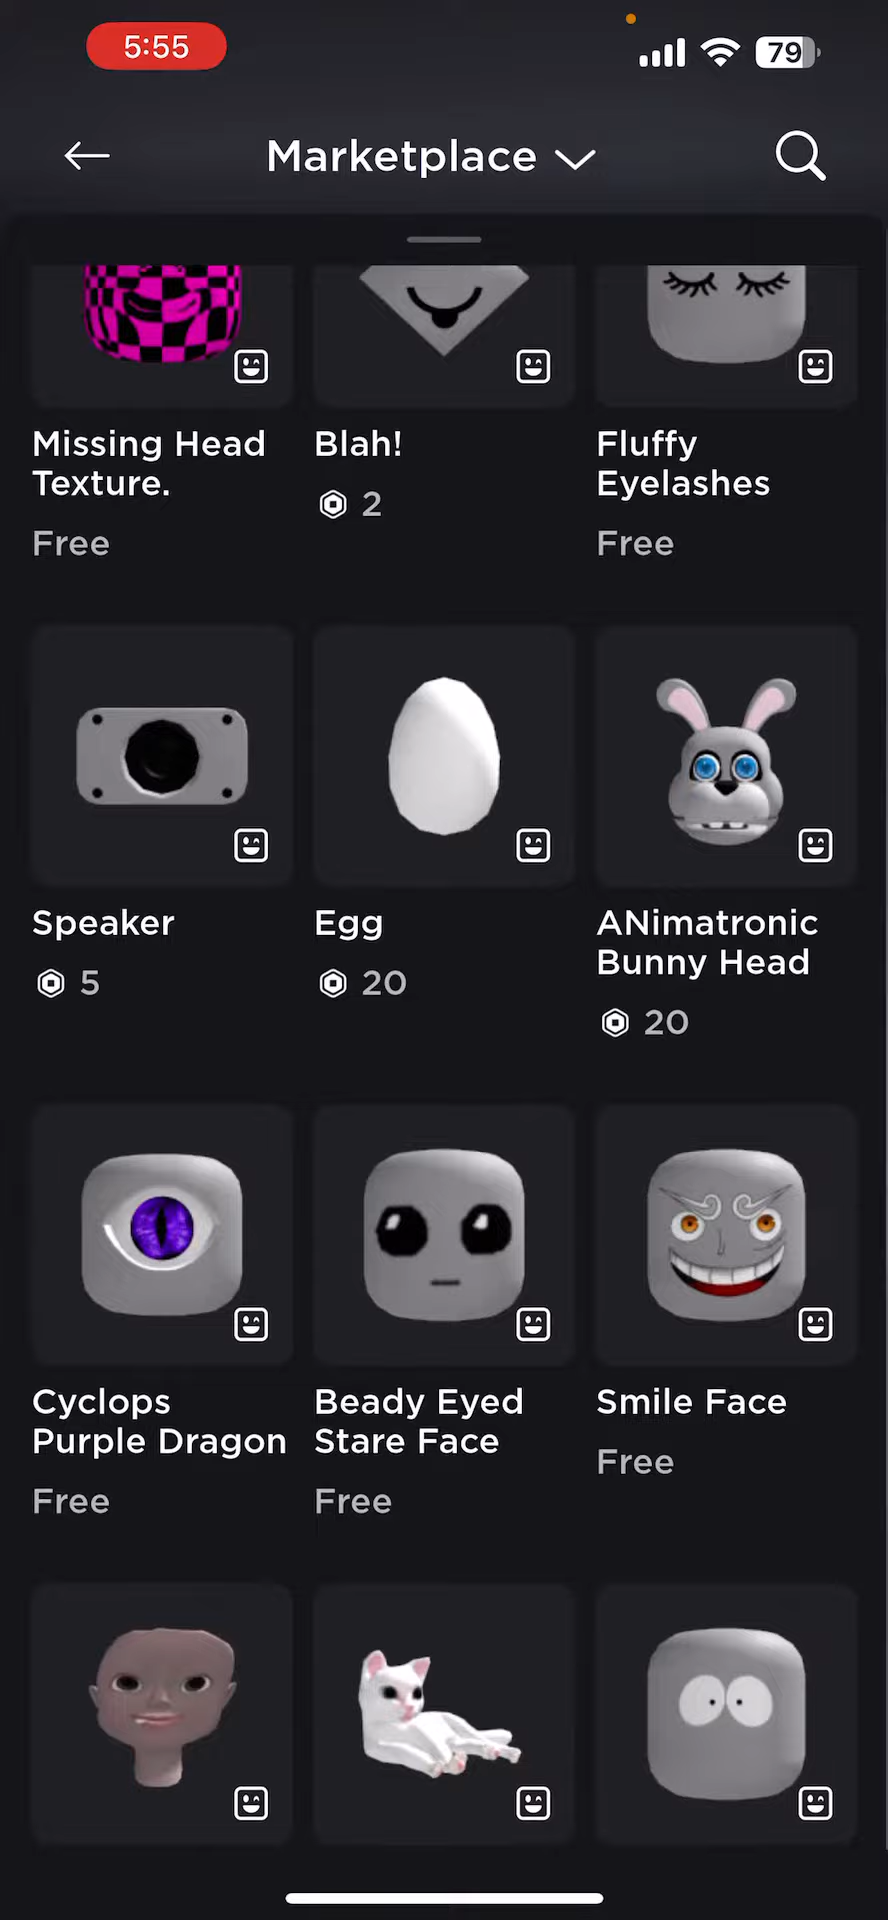 5:55
79
Marketplace
Missing Head
Texture.
Free
Blah!
2
Fluffy
Eyelashes
Free
Speaker
5
Egg
20
ANimatronic
Bunny Head
20
Cyclops
Purple Dragon
Free
Beady Eyed
Stare Face
Free
Smile Face
Free